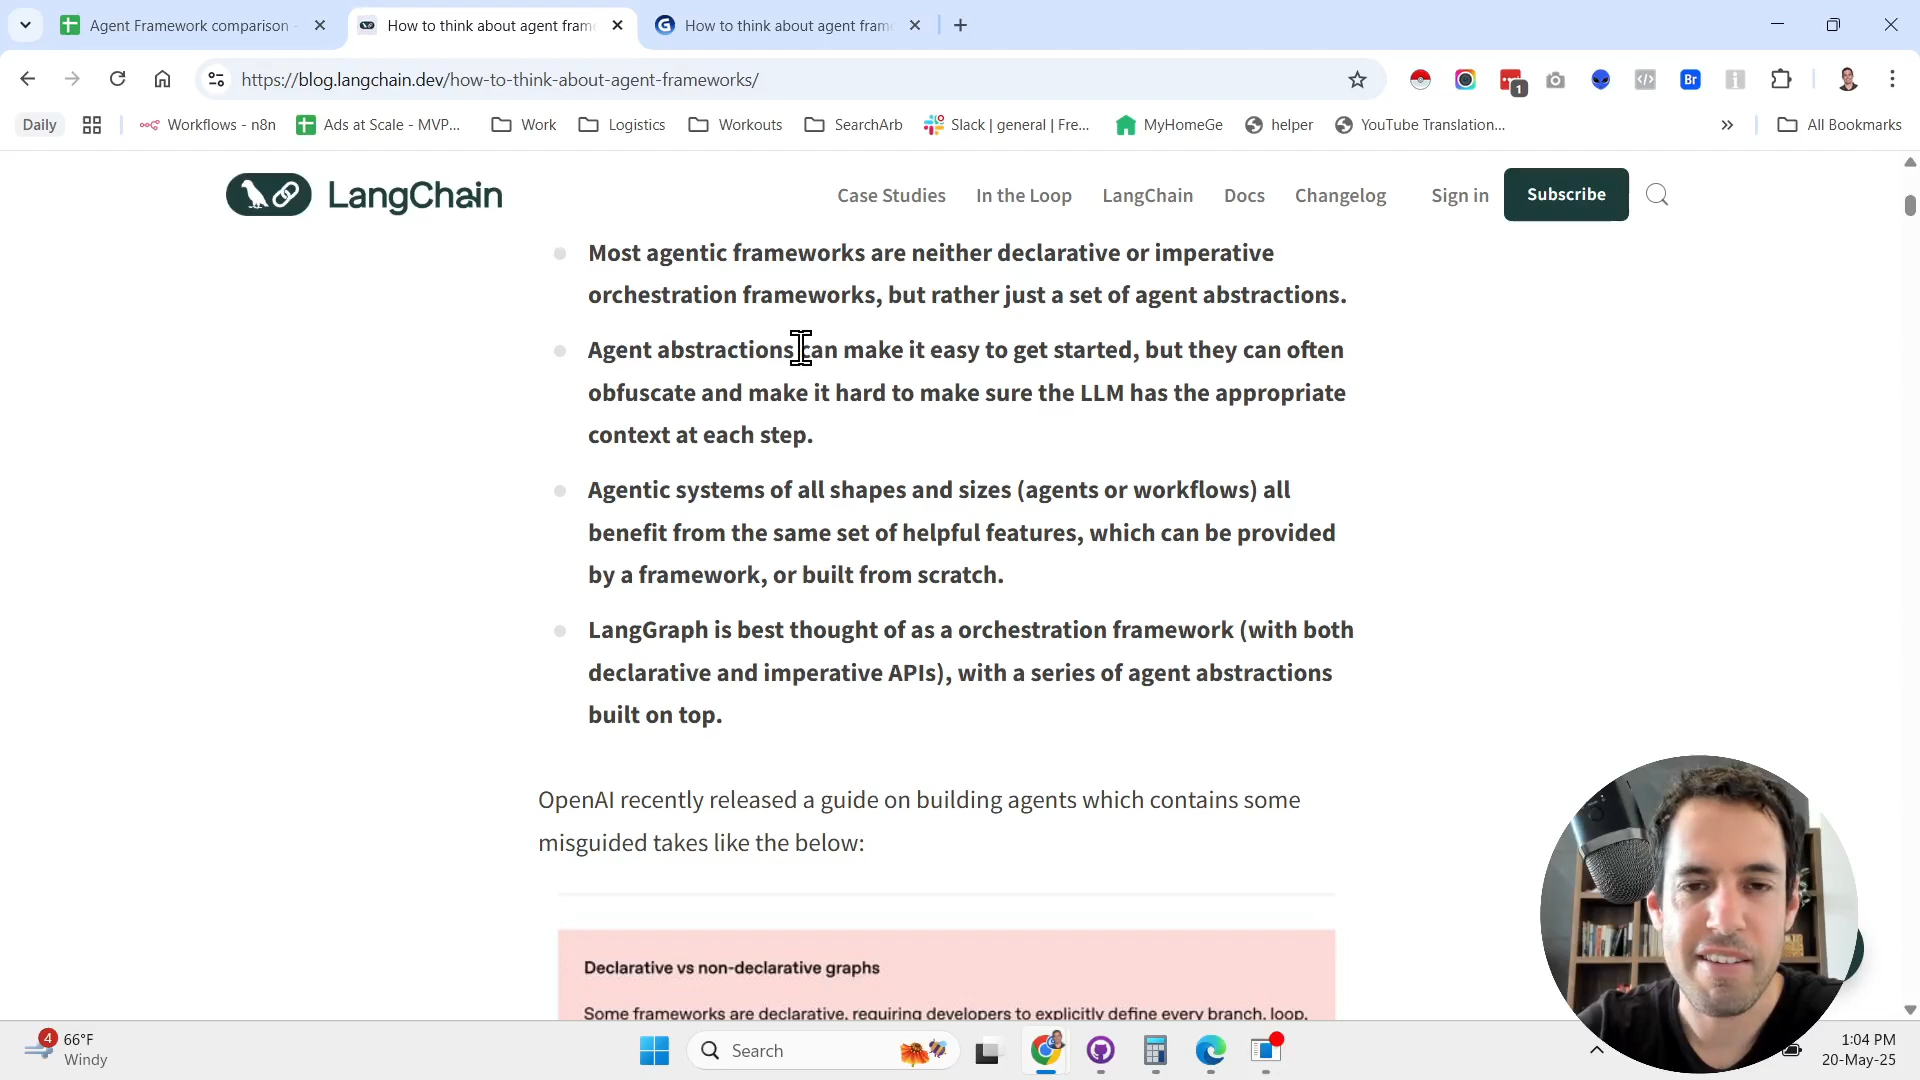 Agent Framework comparison -
How to think about agent frame
How to think about agent fram
https://blog.langchain.dev/how-to-think-about-agent-frameworks/
1
Daily
Workflows - n8n
Ads at Scale - MVP...
Work
Logistics
Workouts
SearchArb
Slack | general | Fre...
MyHomeGe
helper
YouTube Translation...
All Bookmarks
LangChain
Case Studies
In the Loop
LangChain
Docs
Changelog
Sign in
Subscribe
Most agentic frameworks are neither declarative or imperative
orchestration frameworks, but rather just a set of agent abstractions.
Agent abstractions can make it easy to get started, but they can often
obfuscate and make it hard to make sure the LLM has the appropriate
context at each step.
Agentic systems of all shapes and sizes (agents or workflows) all
benefit from the same set of helpful features, which can be provided
by a framework, or built from scratch.
LangGraph is best thought of as a orchestration framework (with both
declarative and imperative APIs), with a series of agent abstractions
built on top.
OpenAI recently released a guide on building agents which contains some
misguided takes like the below:
Declarative vs non-declarative graphs
Some frameworks are declarative, requiring developers to explicitly define every branch, loop,
4
66°F
Windy
Search
1:04 PM
20-May-25